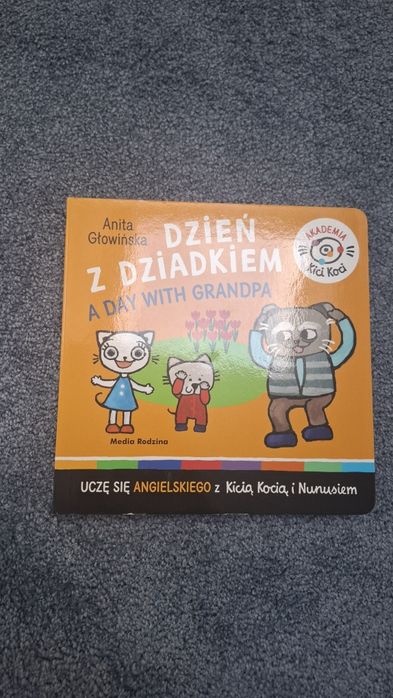 Anita
Głowińska
DZIEŃ
Z DZIADKIEM
A DAY WITH GRANDPA
AKADEMIA
Kici Koci
Media Rodzina
UCZĘ SIĘ ANGIELSKIEGO z Kicią Kocią i Nunusiem